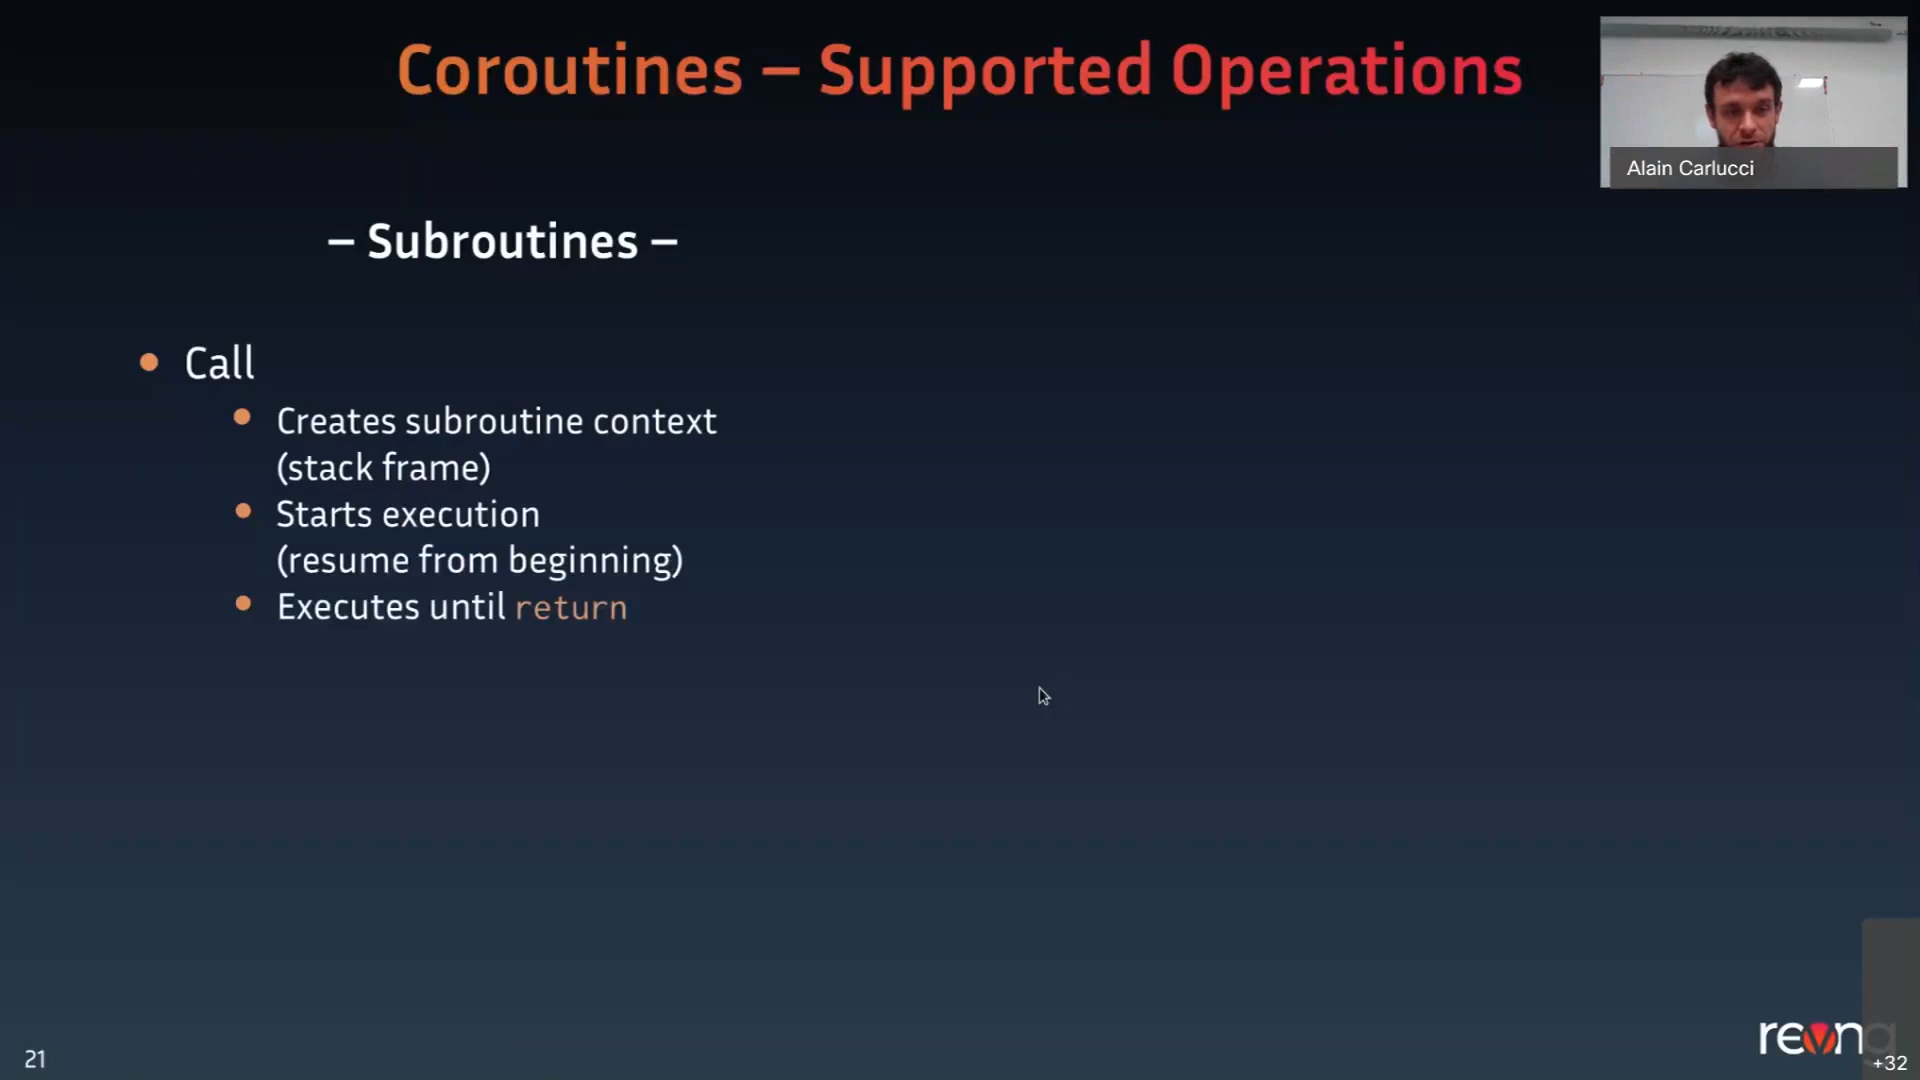 Coroutines – Supported Operations
Alain Carlucci
– Subroutines –
Call
Creates subroutine context
(stack frame)
Starts execution
(resume from beginning)
Executes until return
21
revng
+32